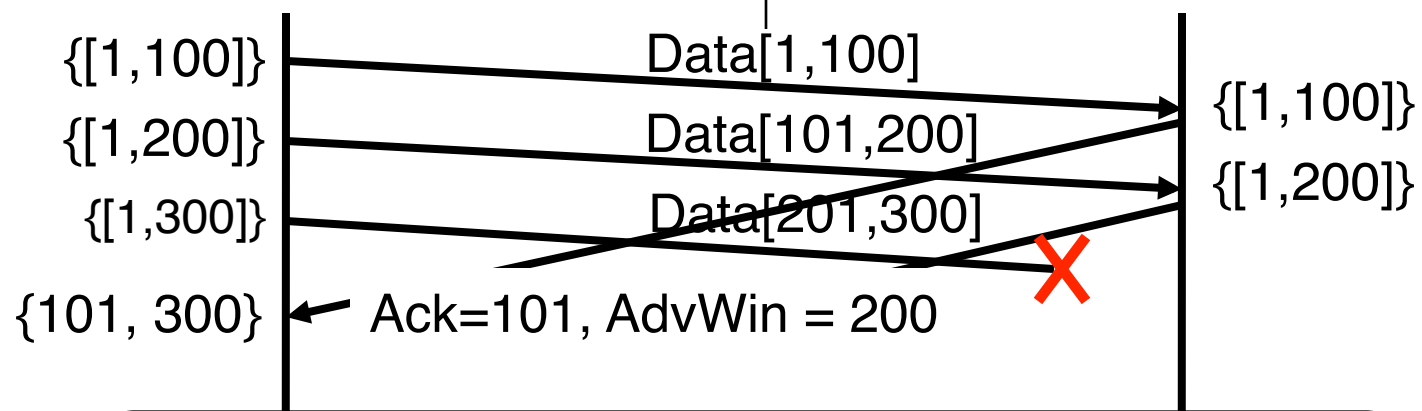 {[1,100]} Data[1,100] {[1,100]}
{[1,200]} Data[101,200] {[1,200]}
{[1,300]} Data[201,300]
{101, 300} Ack=101, AdvWin = 200